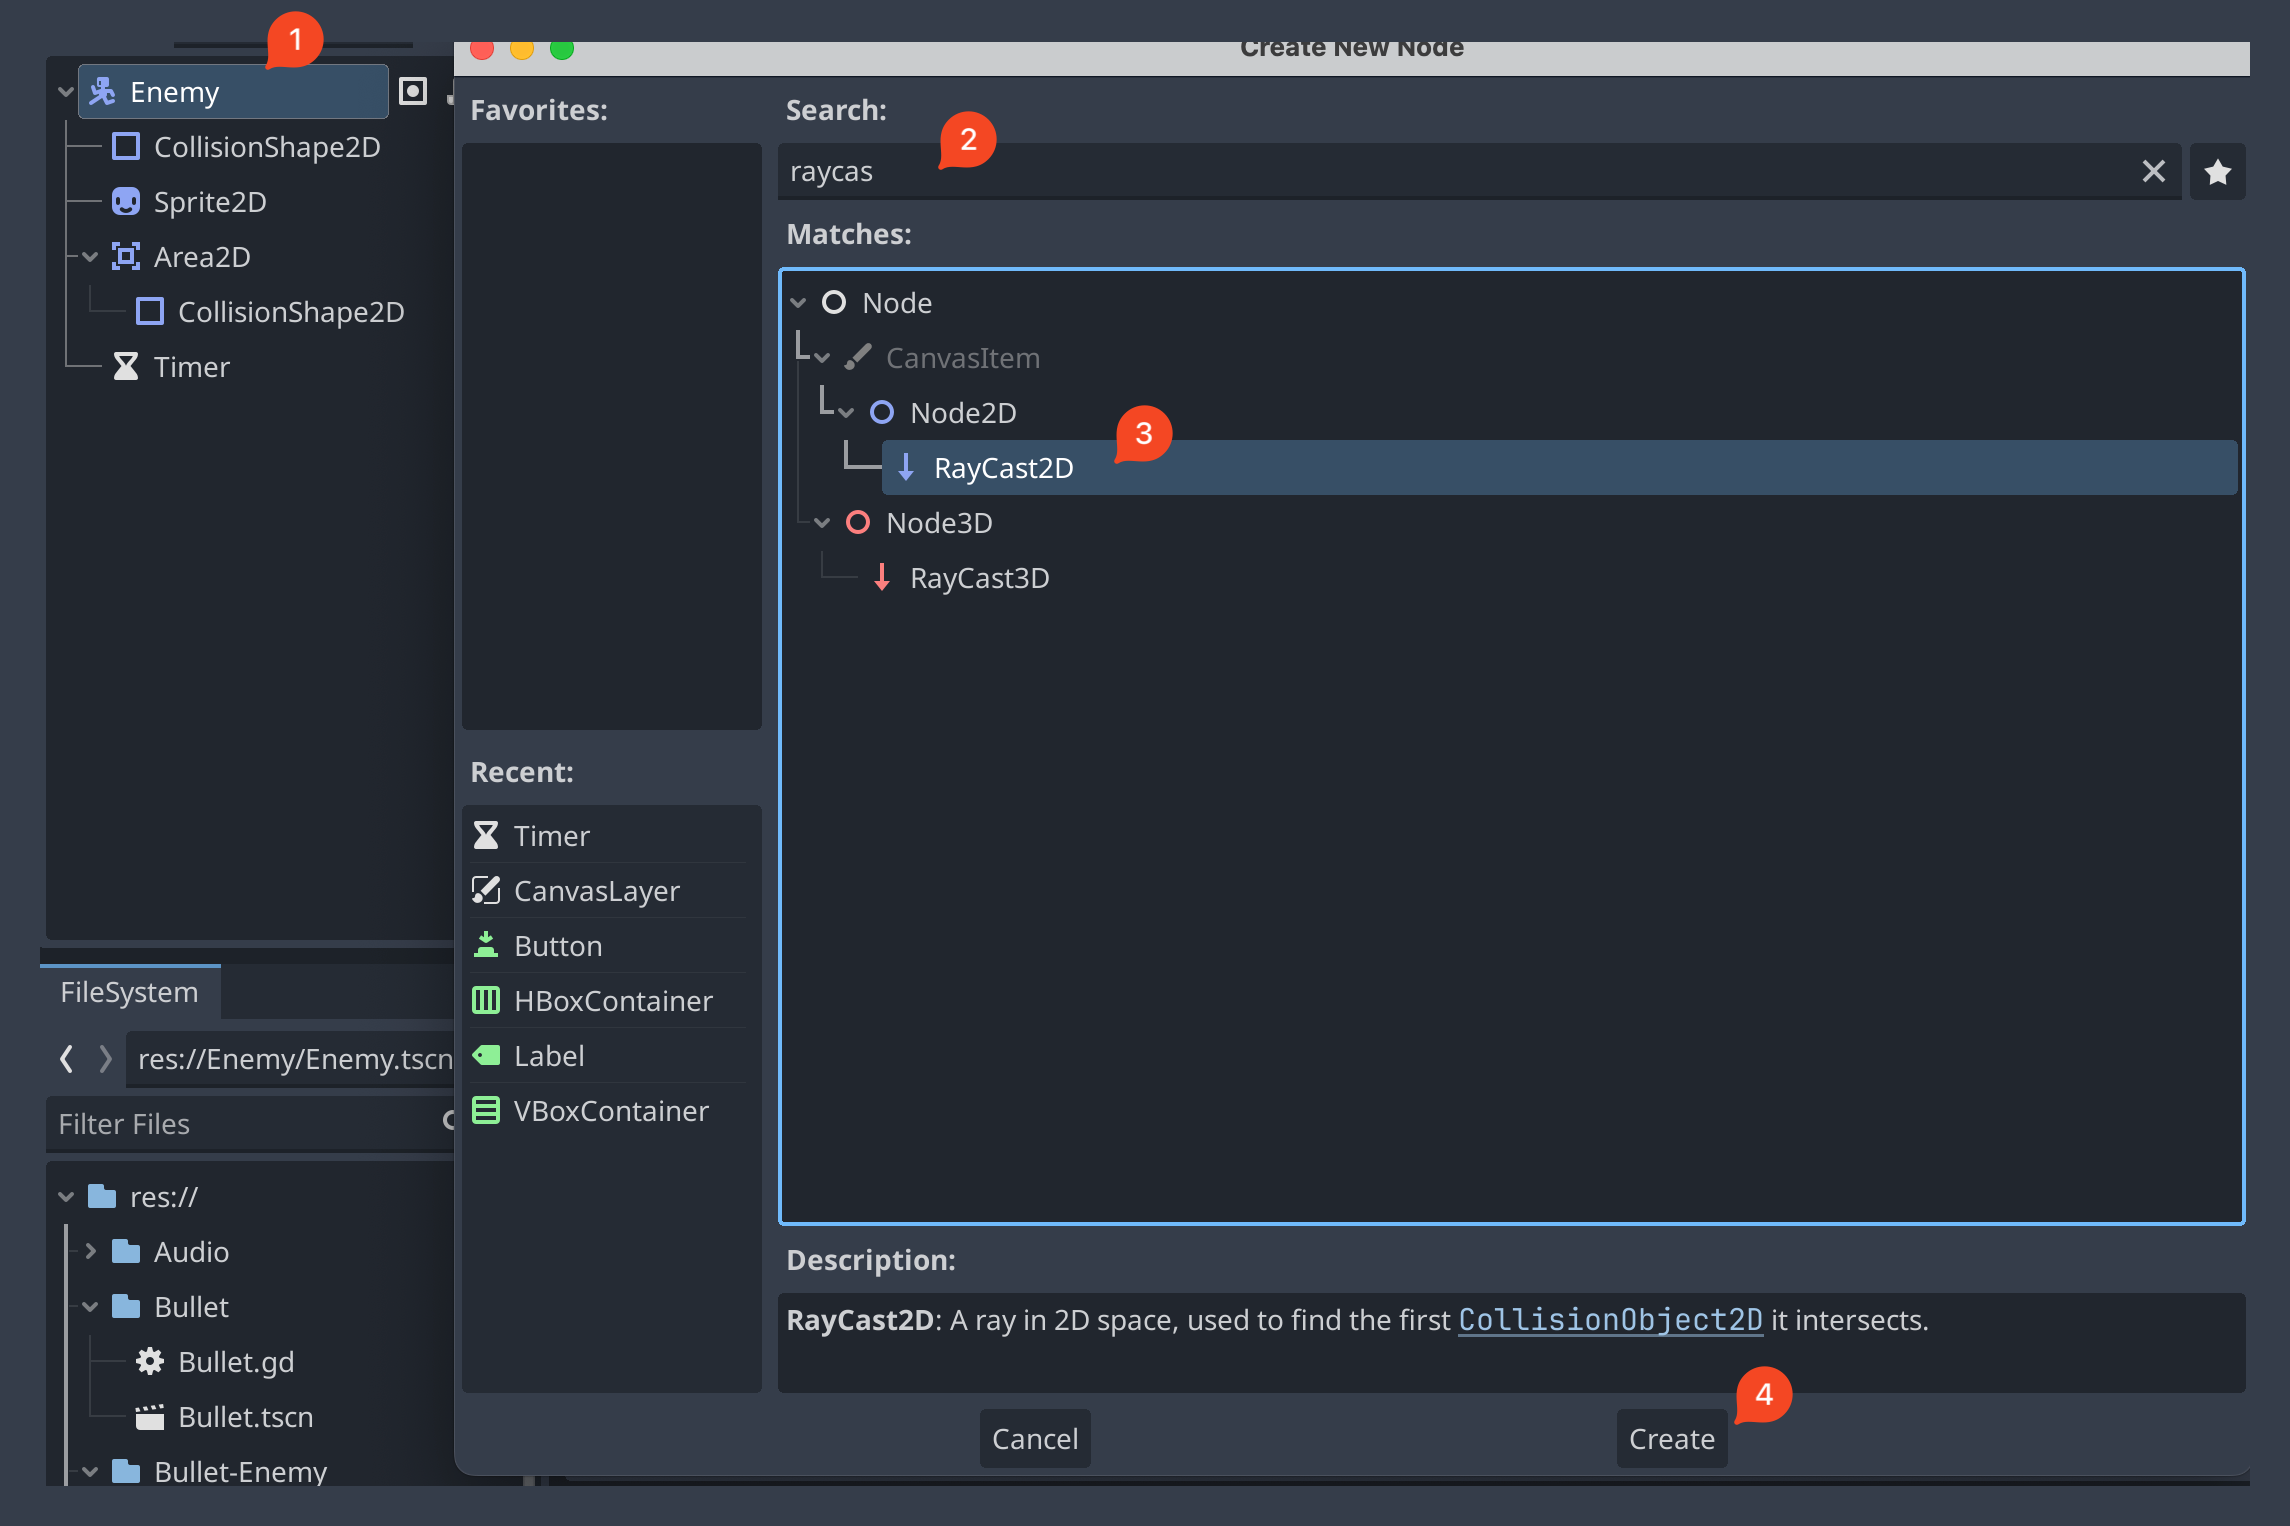 1
Enemy
CollisionShape2D
Sprite2D
Area2D
CollisionShape2D
Timer
FileSystem
res://Enemy/Enemy.tscn
Filter Files
res://
Audio
Bullet
Bullet.gd
Bullet.tscn
Bullet-Enemy
Create New Node
Favorites:
Recent:
Timer
CanvasLayer
Button
HBoxContainer
Label
VBoxContainer
Search:
2
raycas
Matches:
Node
CanvasItem
Node2D
3
RayCast2D
Node3D
RayCast3D
Description:
RayCast2D: A ray in 2D space, used to find the first CollisionObject2D it intersects.
4
Cancel
Create